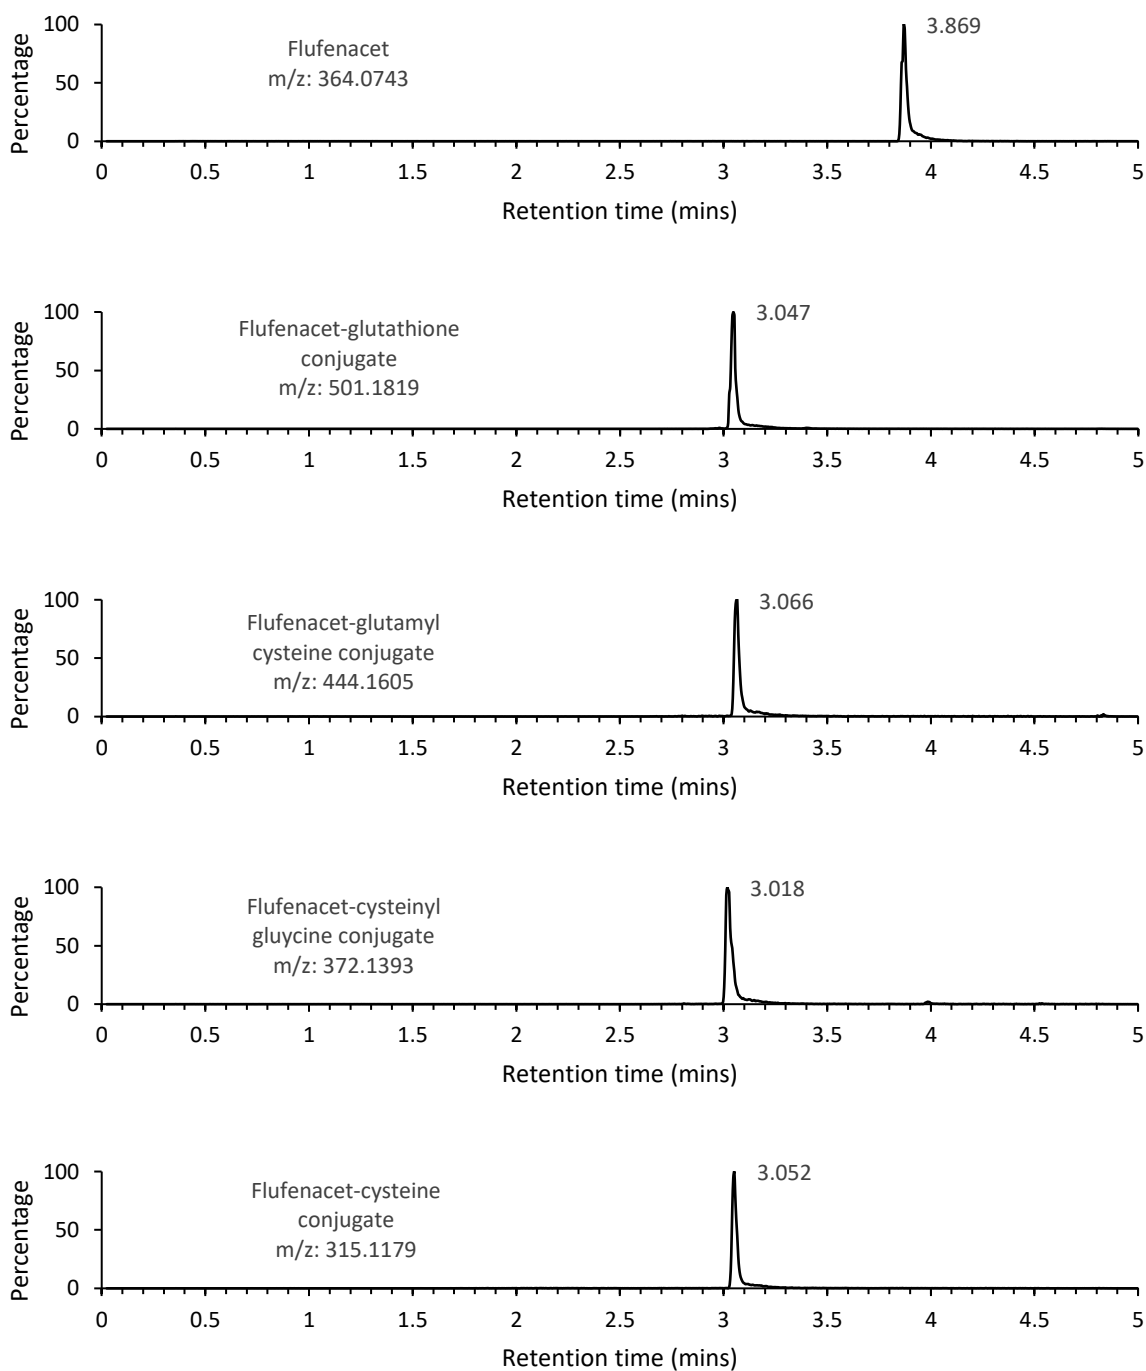 Percentage
100
50
0
Flufenacet
m/z: 364.0743
3.869
0 0.5 1 1.5 2 2.5 3 3.5 4 4.5 5
Retention time (mins)
Percentage
100
50
0
Flufenacet-glutathione
conjugate
m/z: 501.1819
3.047
0 0.5 1 1.5 2 2.5 3 3.5 4 4.5 5
Retention time (mins)
Percentage
100
50
0
Flufenacet-glutamyl
cysteine conjugate
m/z: 444.1605
3.066
0 0.5 1 1.5 2 2.5 3 3.5 4 4.5 5
Retention time (mins)
Percentage
100
50
0
Flufenacet-cysteinyl
gluycine conjugate
m/z: 372.1393
3.018
0 0.5 1 1.5 2 2.5 3 3.5 4 4.5 5
Retention time (mins)
Percentage
100
50
0
Flufenacet-cysteine
conjugate
m/z: 315.1179
3.052
0 0.5 1 1.5 2 2.5 3 3.5 4 4.5 5
Retention time (mins)